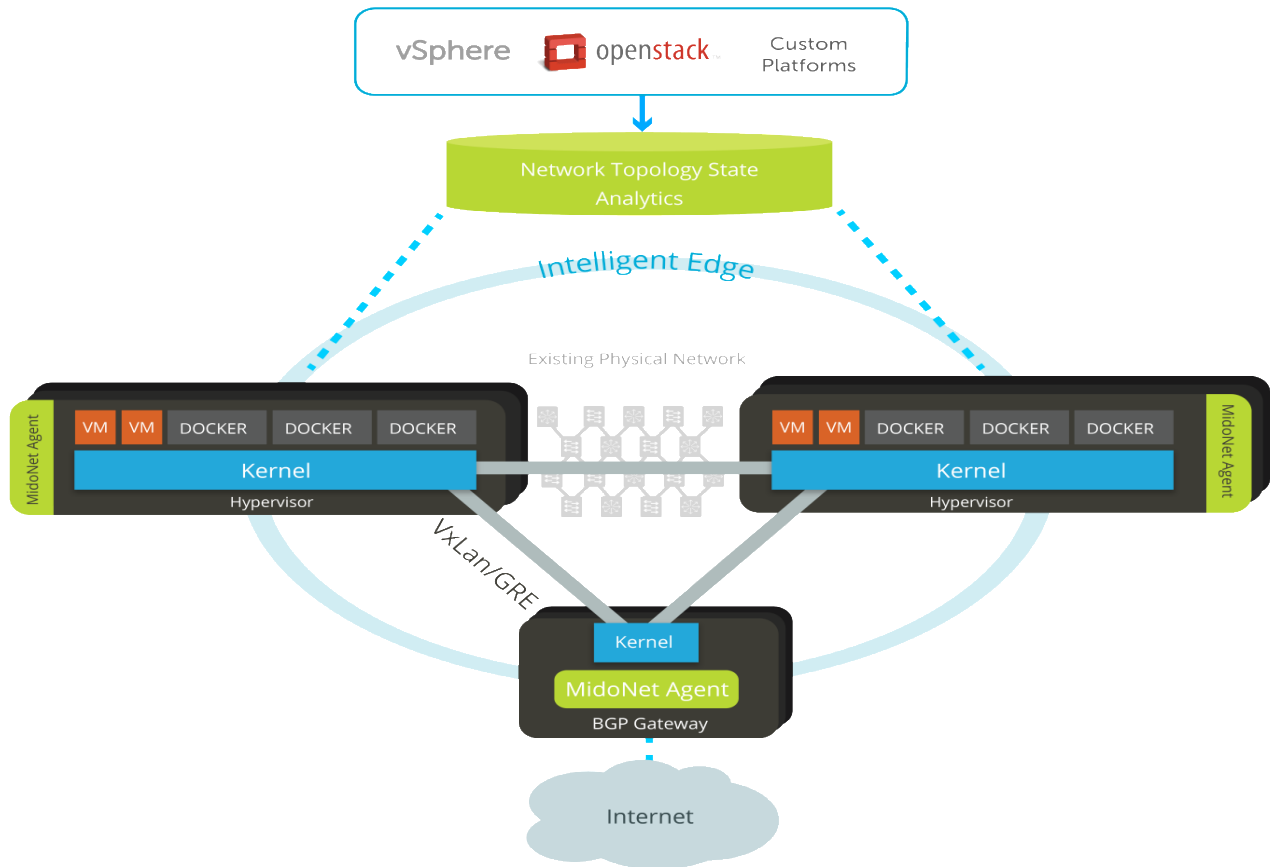 vSphere
openstack
Custom
Platforms
Network Topology State
Analytics
Intelligent Edge
Existing Physical Network
MidoNet Agent
VM
VM
DOCKER
DOCKER
DOCKER
Kernel
Hypervisor
VM
VM
DOCKER
DOCKER
DOCKER
Kernel
Hypervisor
MidoNet Agent
VxLan/GRE
Kernel
MidoNet Agent
BGP Gateway
Internet